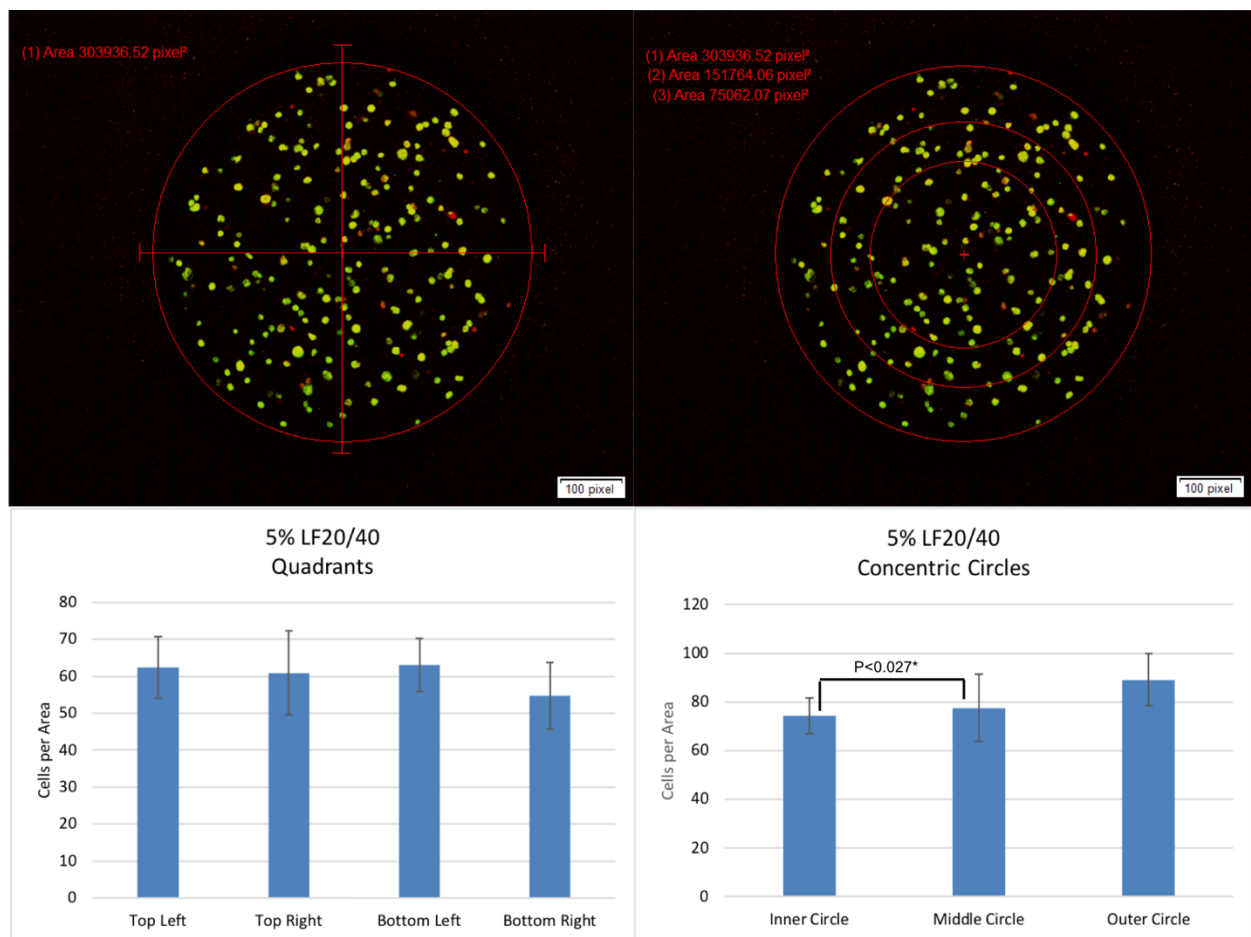 (1) Area 303936.52 pixel²
100 pixel
(1) Area 303936.52 pixel²
(2) Area 151764.06 pixel²
(3) Area 75062.07 pixel²
100 pixel
5% LF20/40
Quadrants
Cells per Area
80
70
60
50
40
30
20
10
0
Top Left
Top Right
Bottom Left
Bottom Right
5% LF20/40
Concentric Circles
Cells per Area
120
100
80
60
40
20
0
P<0.027*
Inner Circle
Middle Circle
Outer Circle